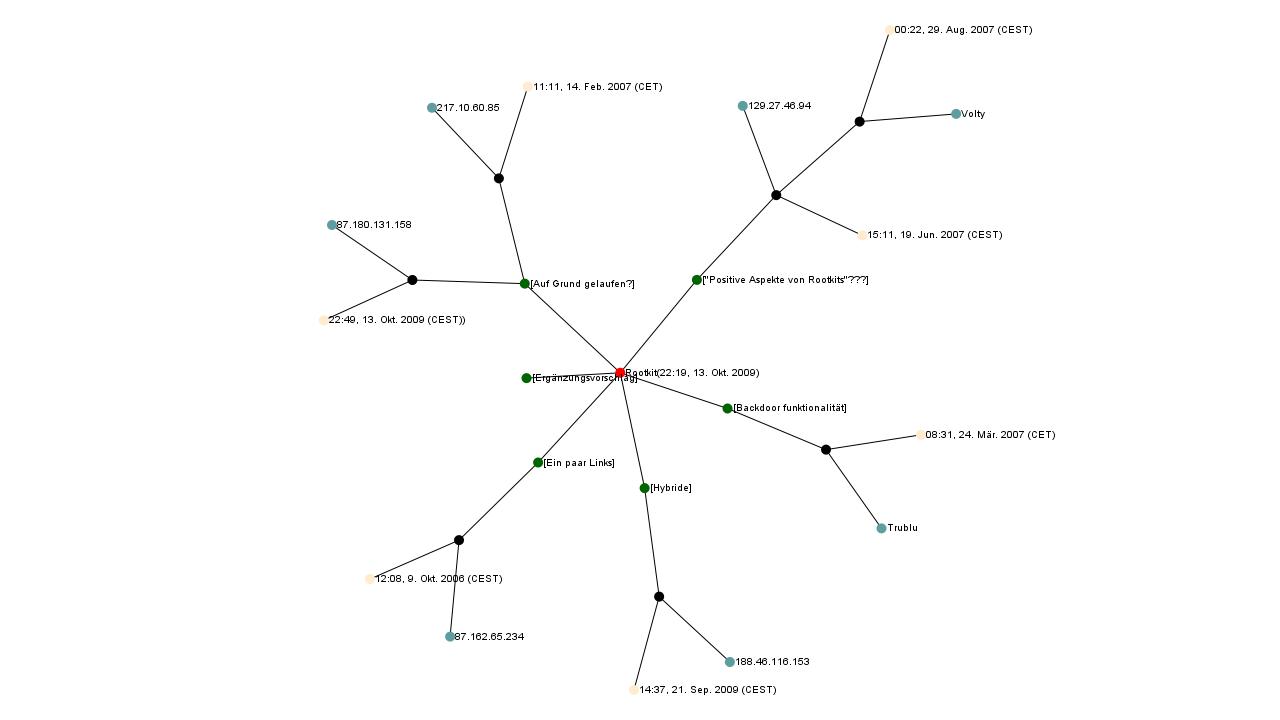 00:22, 29. Aug. 2007 (CEST)
11:11, 14. Feb. 2007 (CET)
217.10.60.85
129.27.46.94
Volty
87.180.131.158
15:11, 19. Jun. 2007 (CEST)
[Auf Grund gelaufen?]
["Positive Aspekte von Rootkits"???]
22:49, 13. Okt. 2009 (CEST))
Rootkit(22:19, 13. Okt. 2009)
[Ergänzungsvorschlag]
[Backdoor funktionalität]
08:31, 24. Mär. 2007 (CET)
[Ein paar Links]
[Hybride]
Trublu
12:08, 9. Okt. 2006 (CEST)
87.162.65.234
188.46.116.153
14:37, 21. Sep. 2009 (CEST)